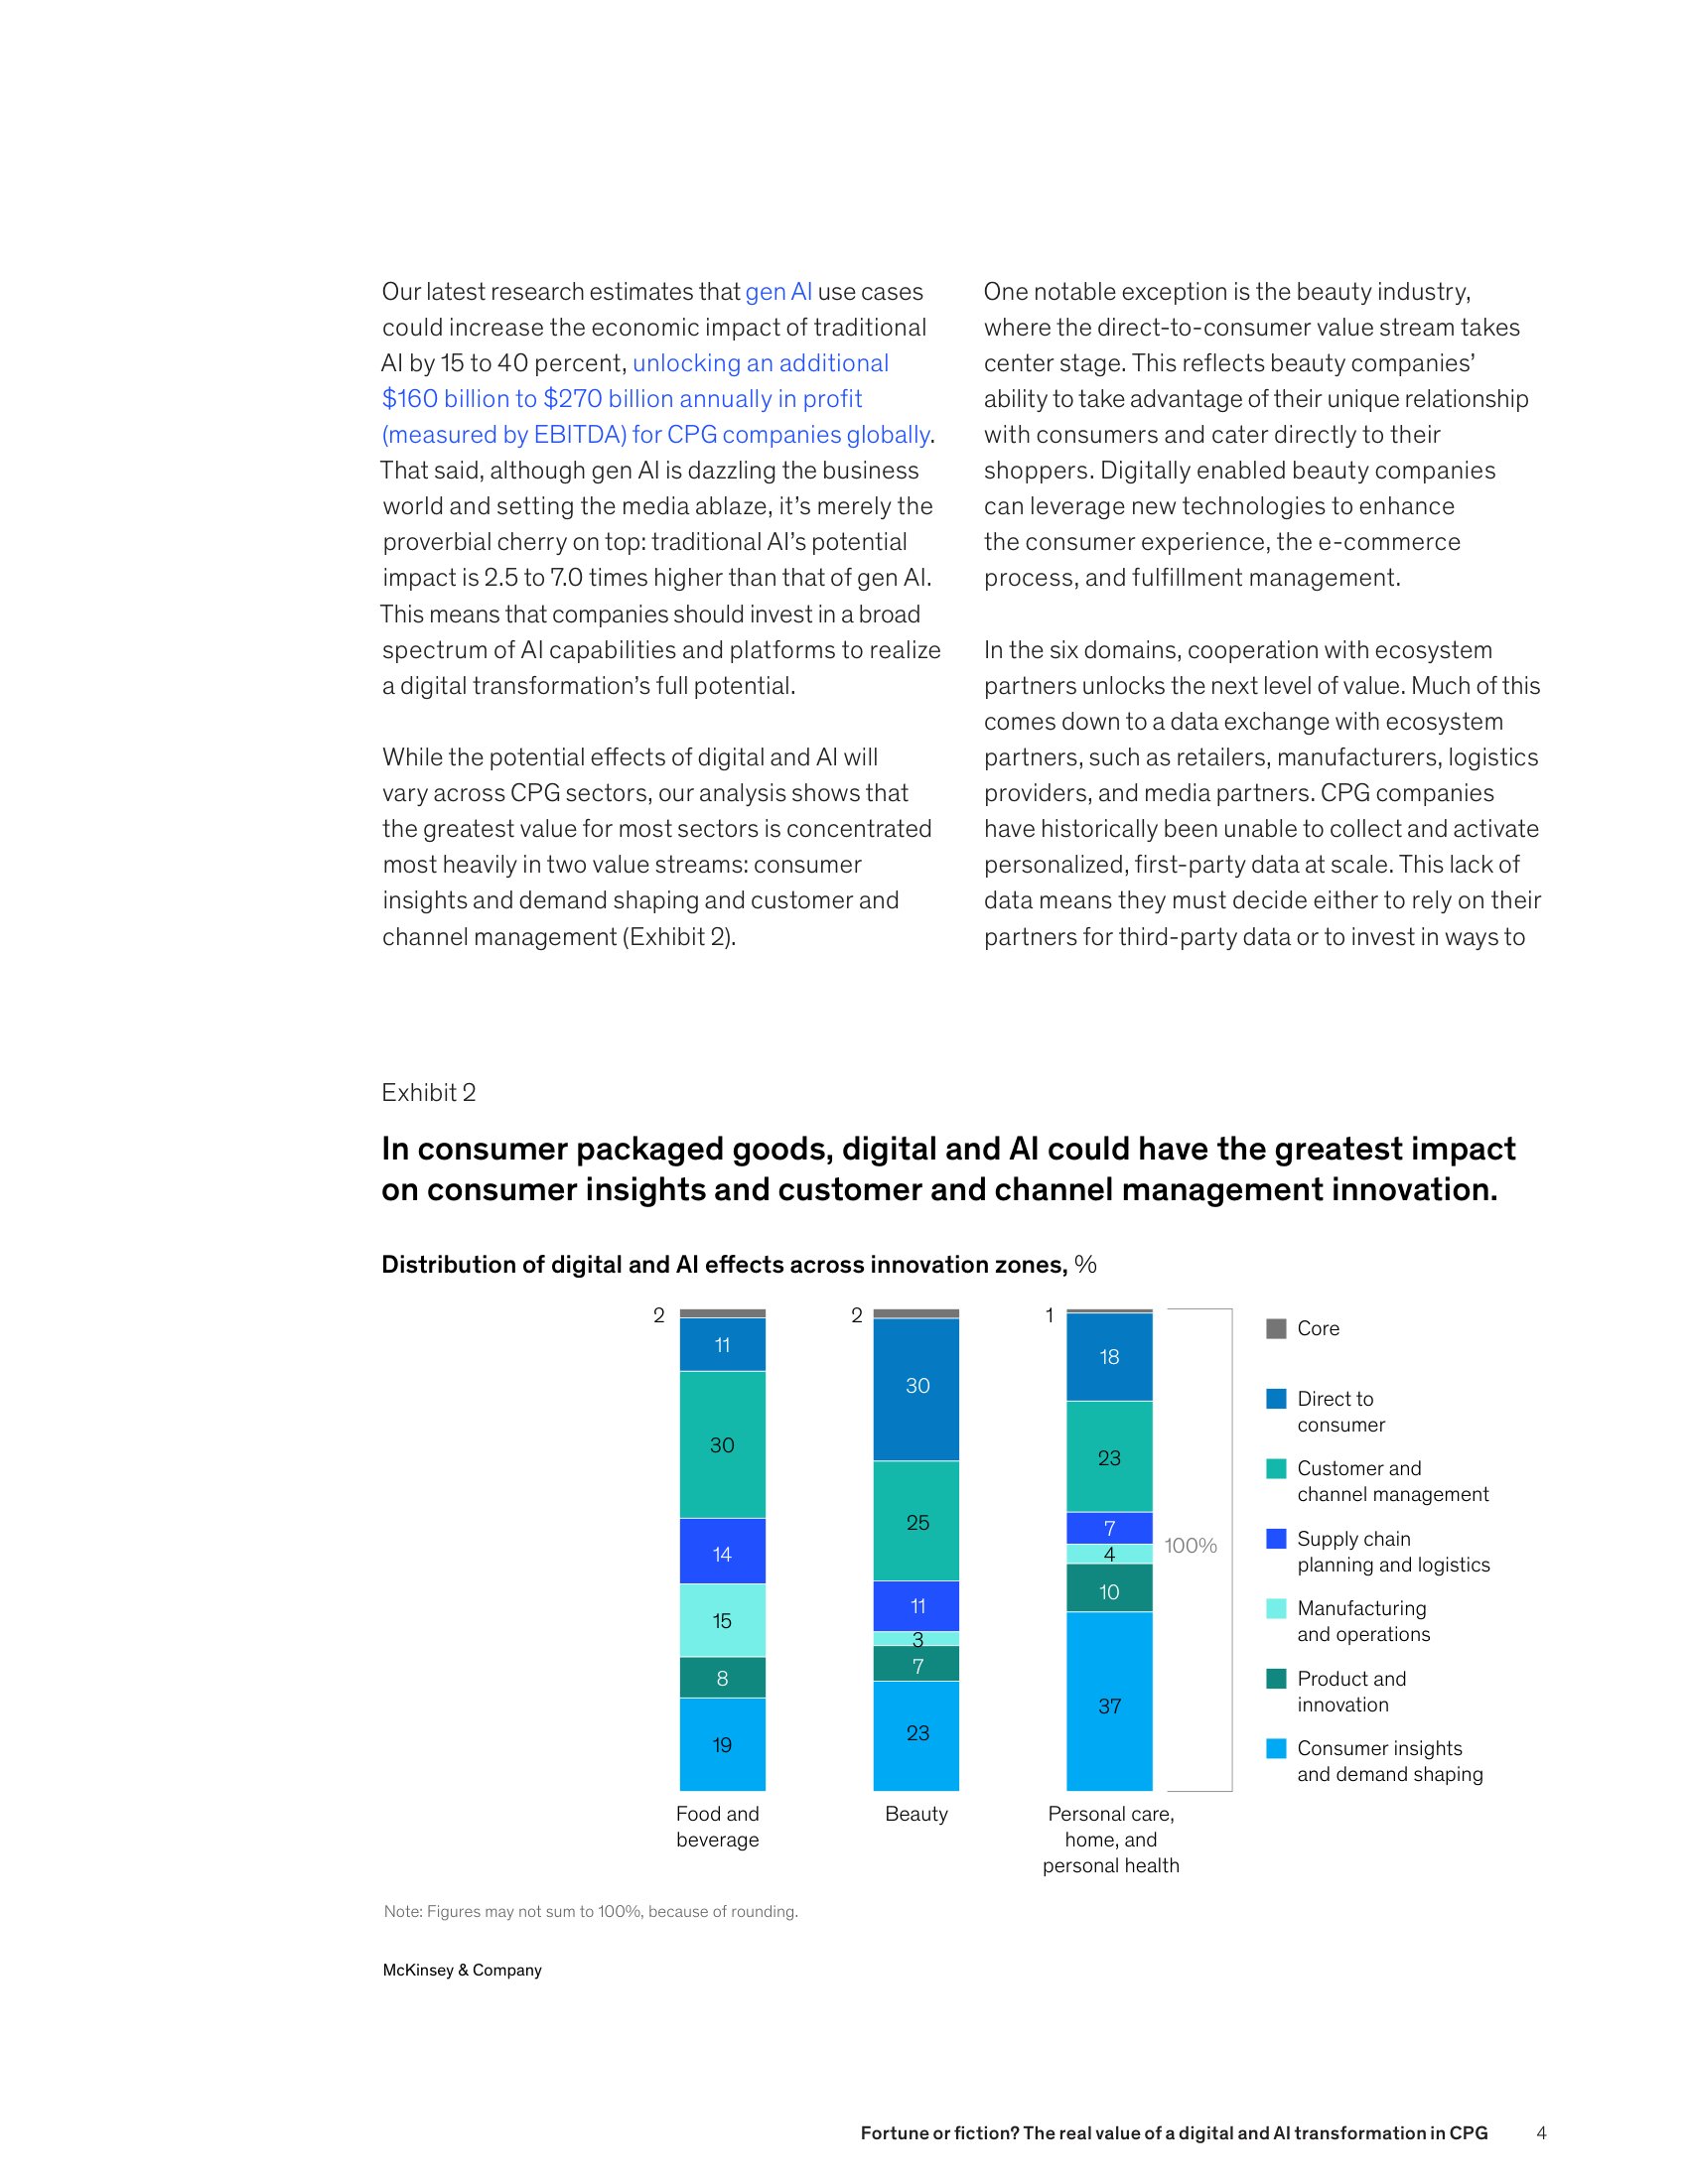 Our latest research estimates that gen AI use cases
could increase the economic impact of traditional
AI by 15 to 40 percent, unlocking an additional
$160 billion to $270 billion annually in profit
(measured by EBITDA) for CPG companies globally.
That said, although gen AI is dazzling the business
world and setting the media ablaze, it’s merely the
proverbial cherry on top: traditional AI’s potential
impact is 2.5 to 7.0 times higher than that of gen AI.
This means that companies should invest in a broad
spectrum of AI capabilities and platforms to realize
a digital transformation’s full potential.
While the potential effects of digital and AI will
vary across CPG sectors, our analysis shows that
the greatest value for most sectors is concentrated
most heavily in two value streams: consumer
insights and demand shaping and customer and
channel management (Exhibit 2).
One notable exception is the beauty industry,
where the direct-to-consumer value stream takes
center stage. This reflects beauty companies’
ability to take advantage of their unique relationship
with consumers and cater directly to their
shoppers. Digitally enabled beauty companies
can leverage new technologies to enhance
the consumer experience, the e-commerce
process, and fulfillment management.
In the six domains, cooperation with ecosystem
partners unlocks the next level of value. Much of this
comes down to a data exchange with ecosystem
partners, such as retailers, manufacturers, logistics
providers, and media partners. CPG companies
have historically been unable to collect and activate
personalized, first-party data at scale. This lack of
data means they must decide either to rely on their
partners for third-party data or to invest in ways to
Exhibit 2
In consumer packaged goods, digital and AI could have the greatest impact
on consumer insights and customer and channel management innovation.
Distribution of digital and AI effects across innovation zones, %
2
11
30
14
15
8
19
Food and
beverage
2
30
25
11
3
7
23
Beauty
1
18
23
7
4
10
37
Personal care,
home, and
personal health
100%
Core
Direct to
consumer
Customer and
channel management
Supply chain
planning and logistics
Manufacturing
and operations
Product and
innovation
Consumer insights
and demand shaping
Note: Figures may not sum to 100%, because of rounding.
McKinsey & Company
Fortune or fiction? The real value of a digital and AI transformation in CPG 4